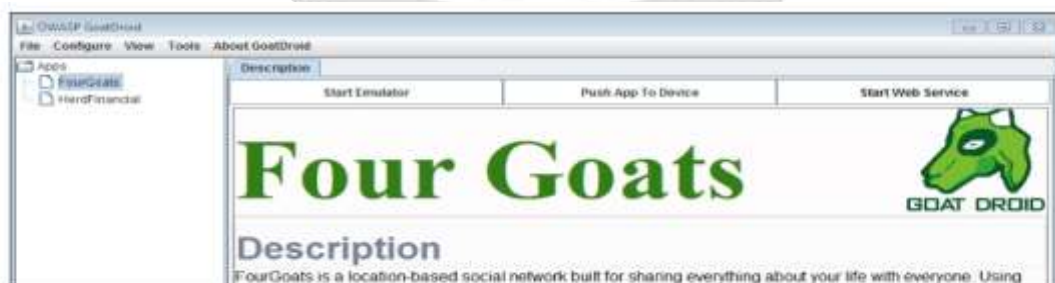 OWASP GoatDroid
File Configure View Tools About GoatDroid
Apps
FourGoats
HerdFinancial
Description
Start Emulator Push App To Device Start Web Service
Four Goats
GOAT DROID
Description
FourGoats is a location-based social network built for sharing everything about your life with everyone. Using